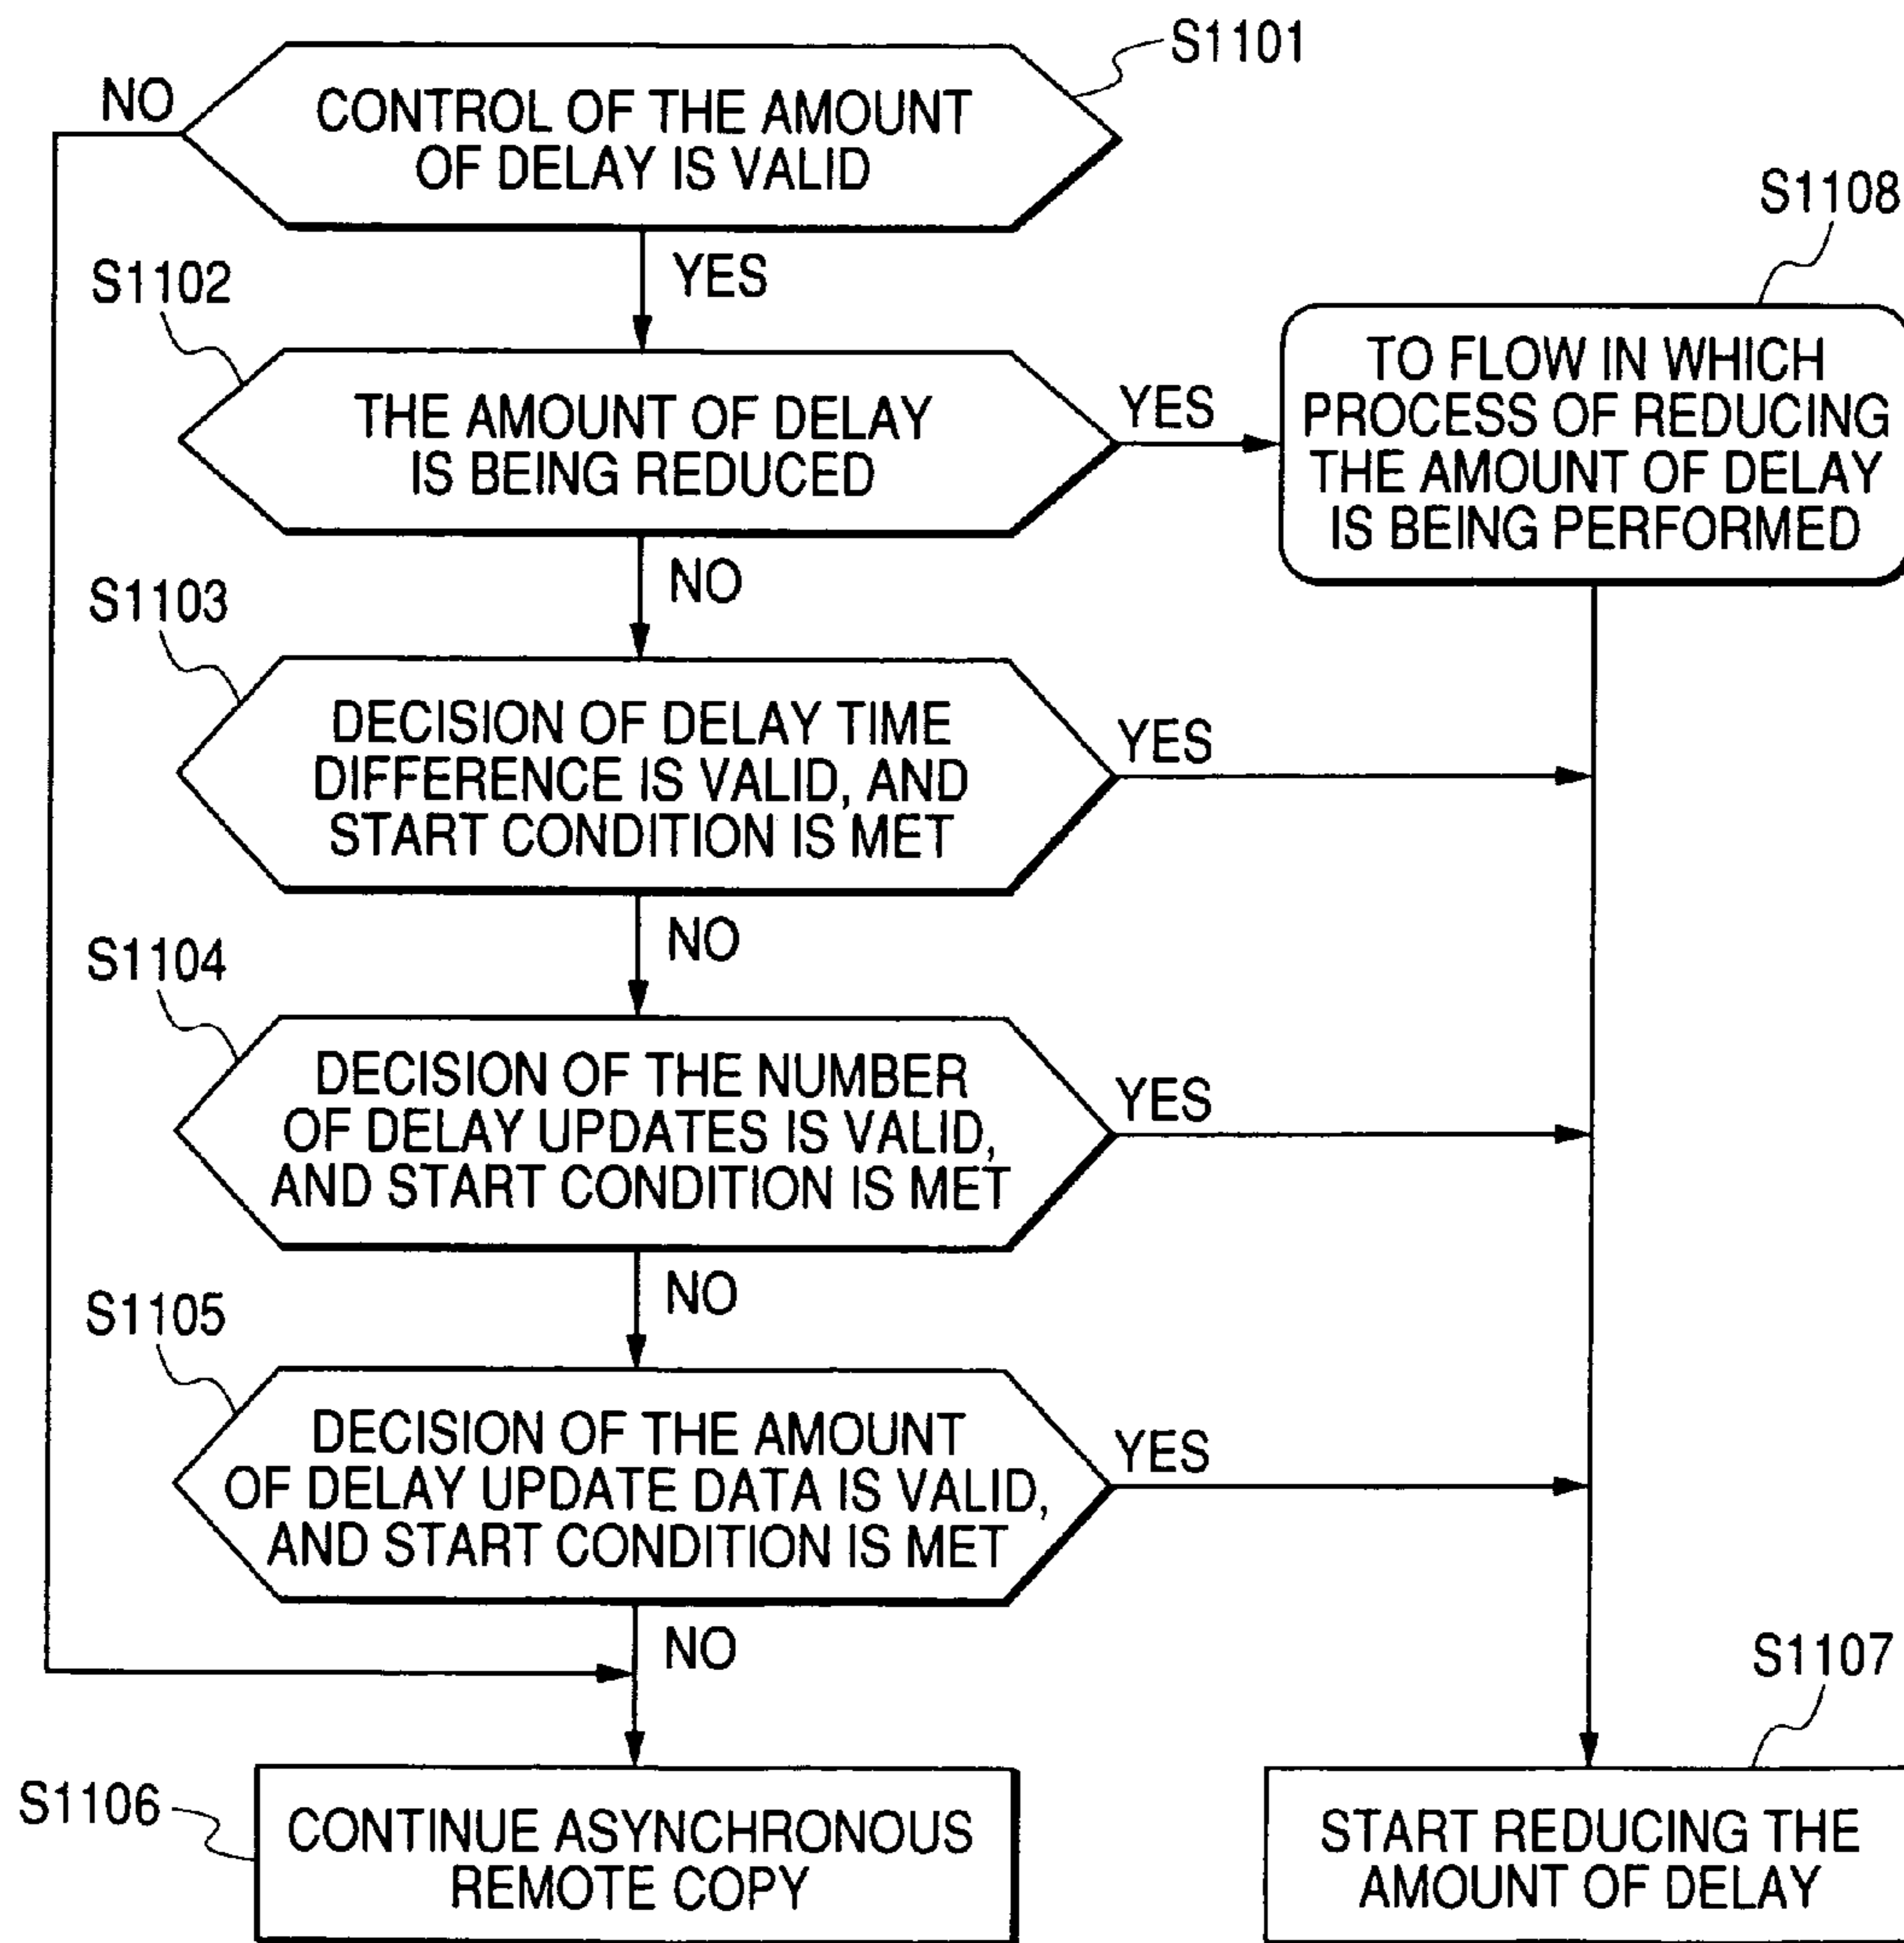 S1101
NO
CONTROL OF THE AMOUNT
OF DELAY IS VALID
YES
S1108
S1102
THE AMOUNT OF DELAY
IS BEING REDUCED
YES
TO FLOW IN WHICH
PROCESS OF REDUCING
THE AMOUNT OF DELAY
IS BEING PERFORMED
NO
S1103
DECISION OF DELAY TIME
DIFFERENCE IS VALID, AND
START CONDITION IS MET
YES
NO
S1104
DECISION OF THE NUMBER
OF DELAY UPDATES IS VALID,
AND START CONDITION IS MET
YES
NO
S1105
DECISION OF THE AMOUNT
OF DELAY UPDATE DATA IS VALID,
AND START CONDITION IS MET
YES
NO
S1107
S1106
CONTINUE ASYNCHRONOUS
REMOTE COPY
START REDUCING THE
AMOUNT OF DELAY